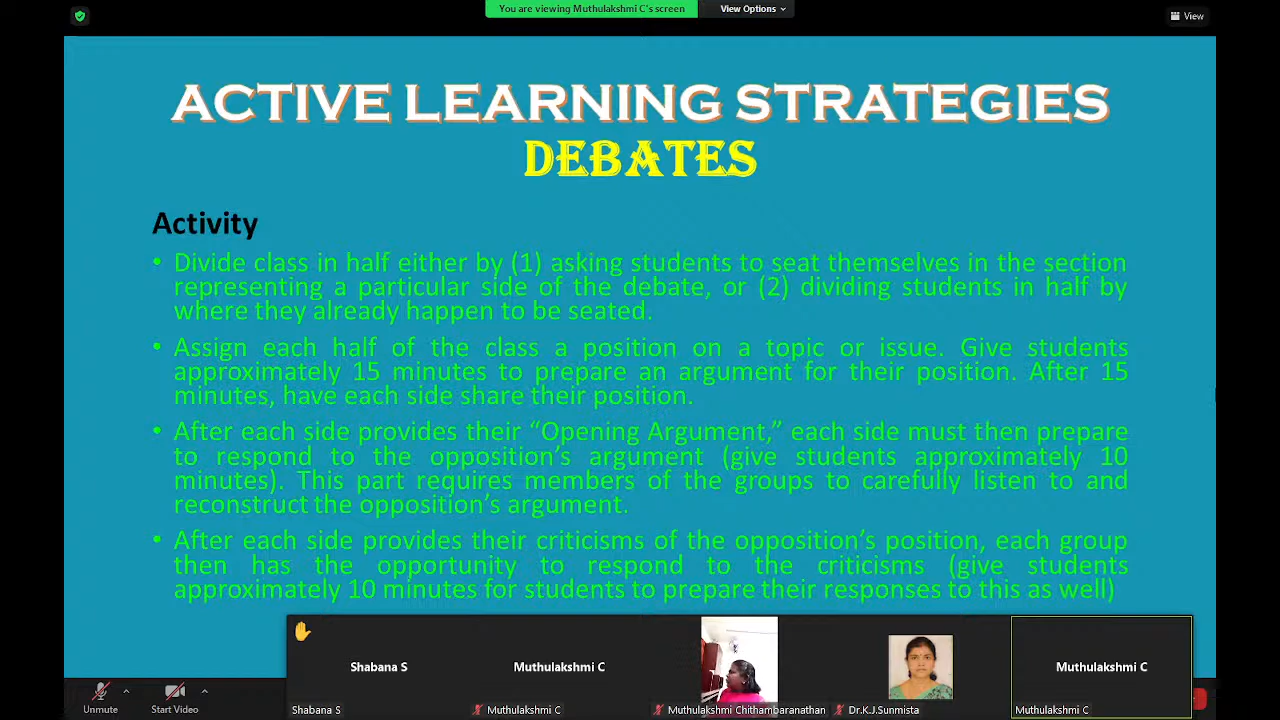 You are viewing Muthulakshmi C's screen
View Options
View
ACTIVE LEARNING STRATEGIES
DEBATES
Activity
• Divide class in half either by (1) asking students to seat themselves in the section
representing a particular side of the debate, or (2) dividing students in half by
where they already happen to be seated.
• Assign each half of the class a position on a topic or issue. Give students
approximately 15 minutes to prepare an argument for their position. After 15
minutes, have each side share their position.
• After each side provides their “Opening Argument,” each side must then prepare
to respond to the opposition’s argument (give students approximately 10
minutes). This part requires members of the groups to carefully listen to and
reconstruct the opposition’s argument.
• After each side provides their criticisms of the opposition’s position, each group
then has the opportunity to respond to the criticisms (give students
approximately 10 minutes for students to prepare their responses to this as well)
Shabana S
Muthulakshmi C
Muthulakshmi C
Shabana S
Muthulakshmi C
Muthulakshmi Chithambaranathan
Dr.K.J.Sunmista
Muthulakshmi C
Unmute
Start Video